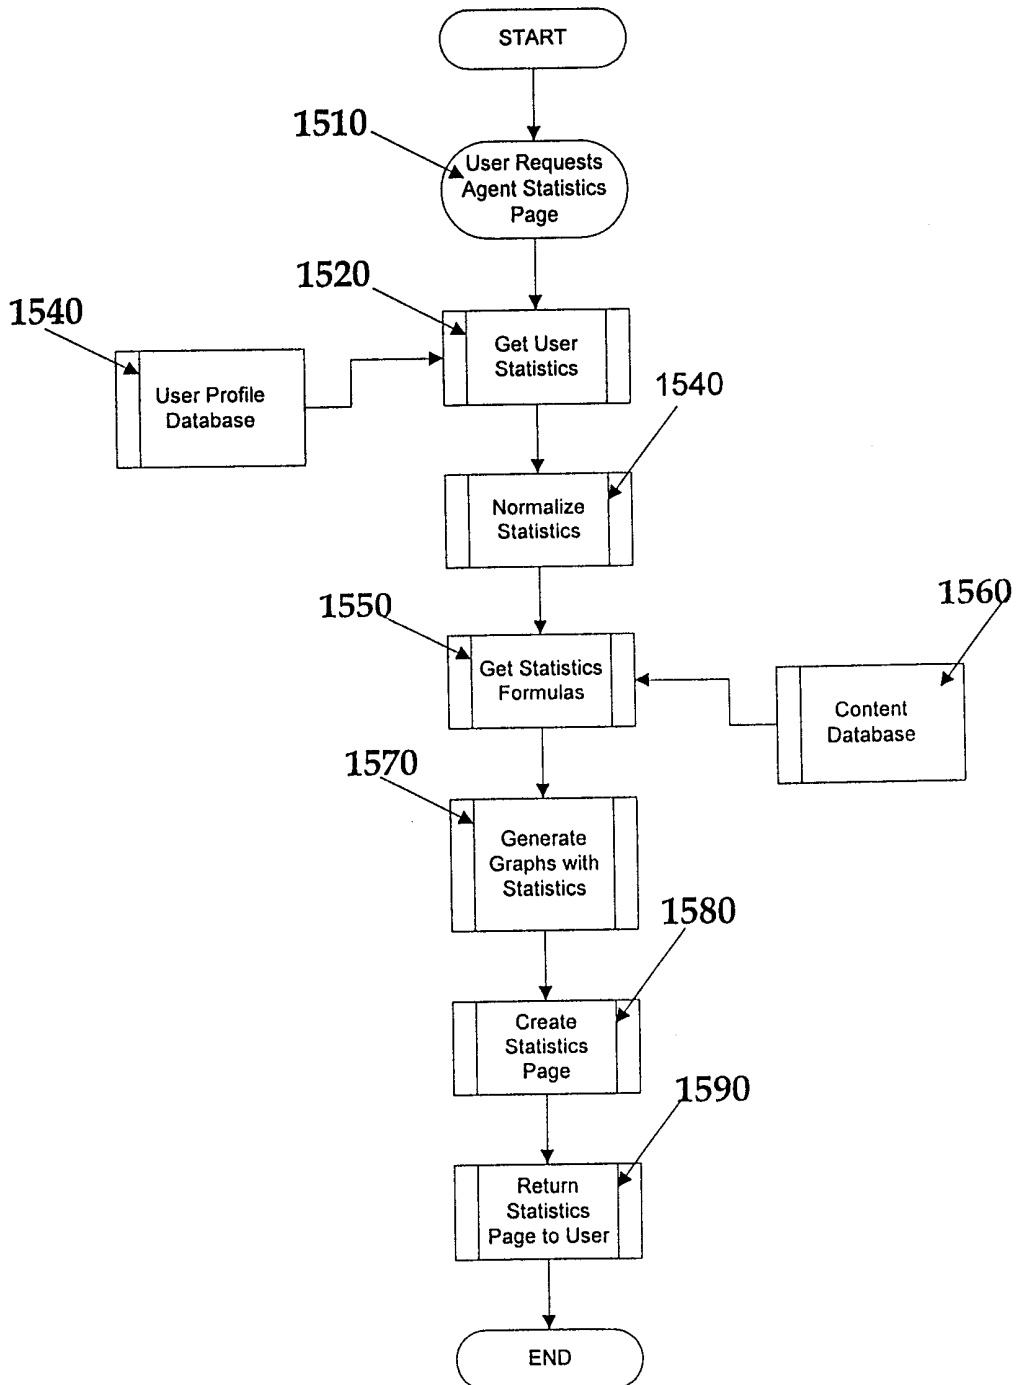 START
1510
User Requests
Agent Statistics
Page
1520
1540
Get User
Statistics
User Profile
Database
1540
Normalize
Statistics
1550
1560
Get Statistics
Formulas
Content
Database
1570
Generate
Graphs with
Statistics
1580
Create
Statistics
Page
1590
Return
Statistics
Page to User
END